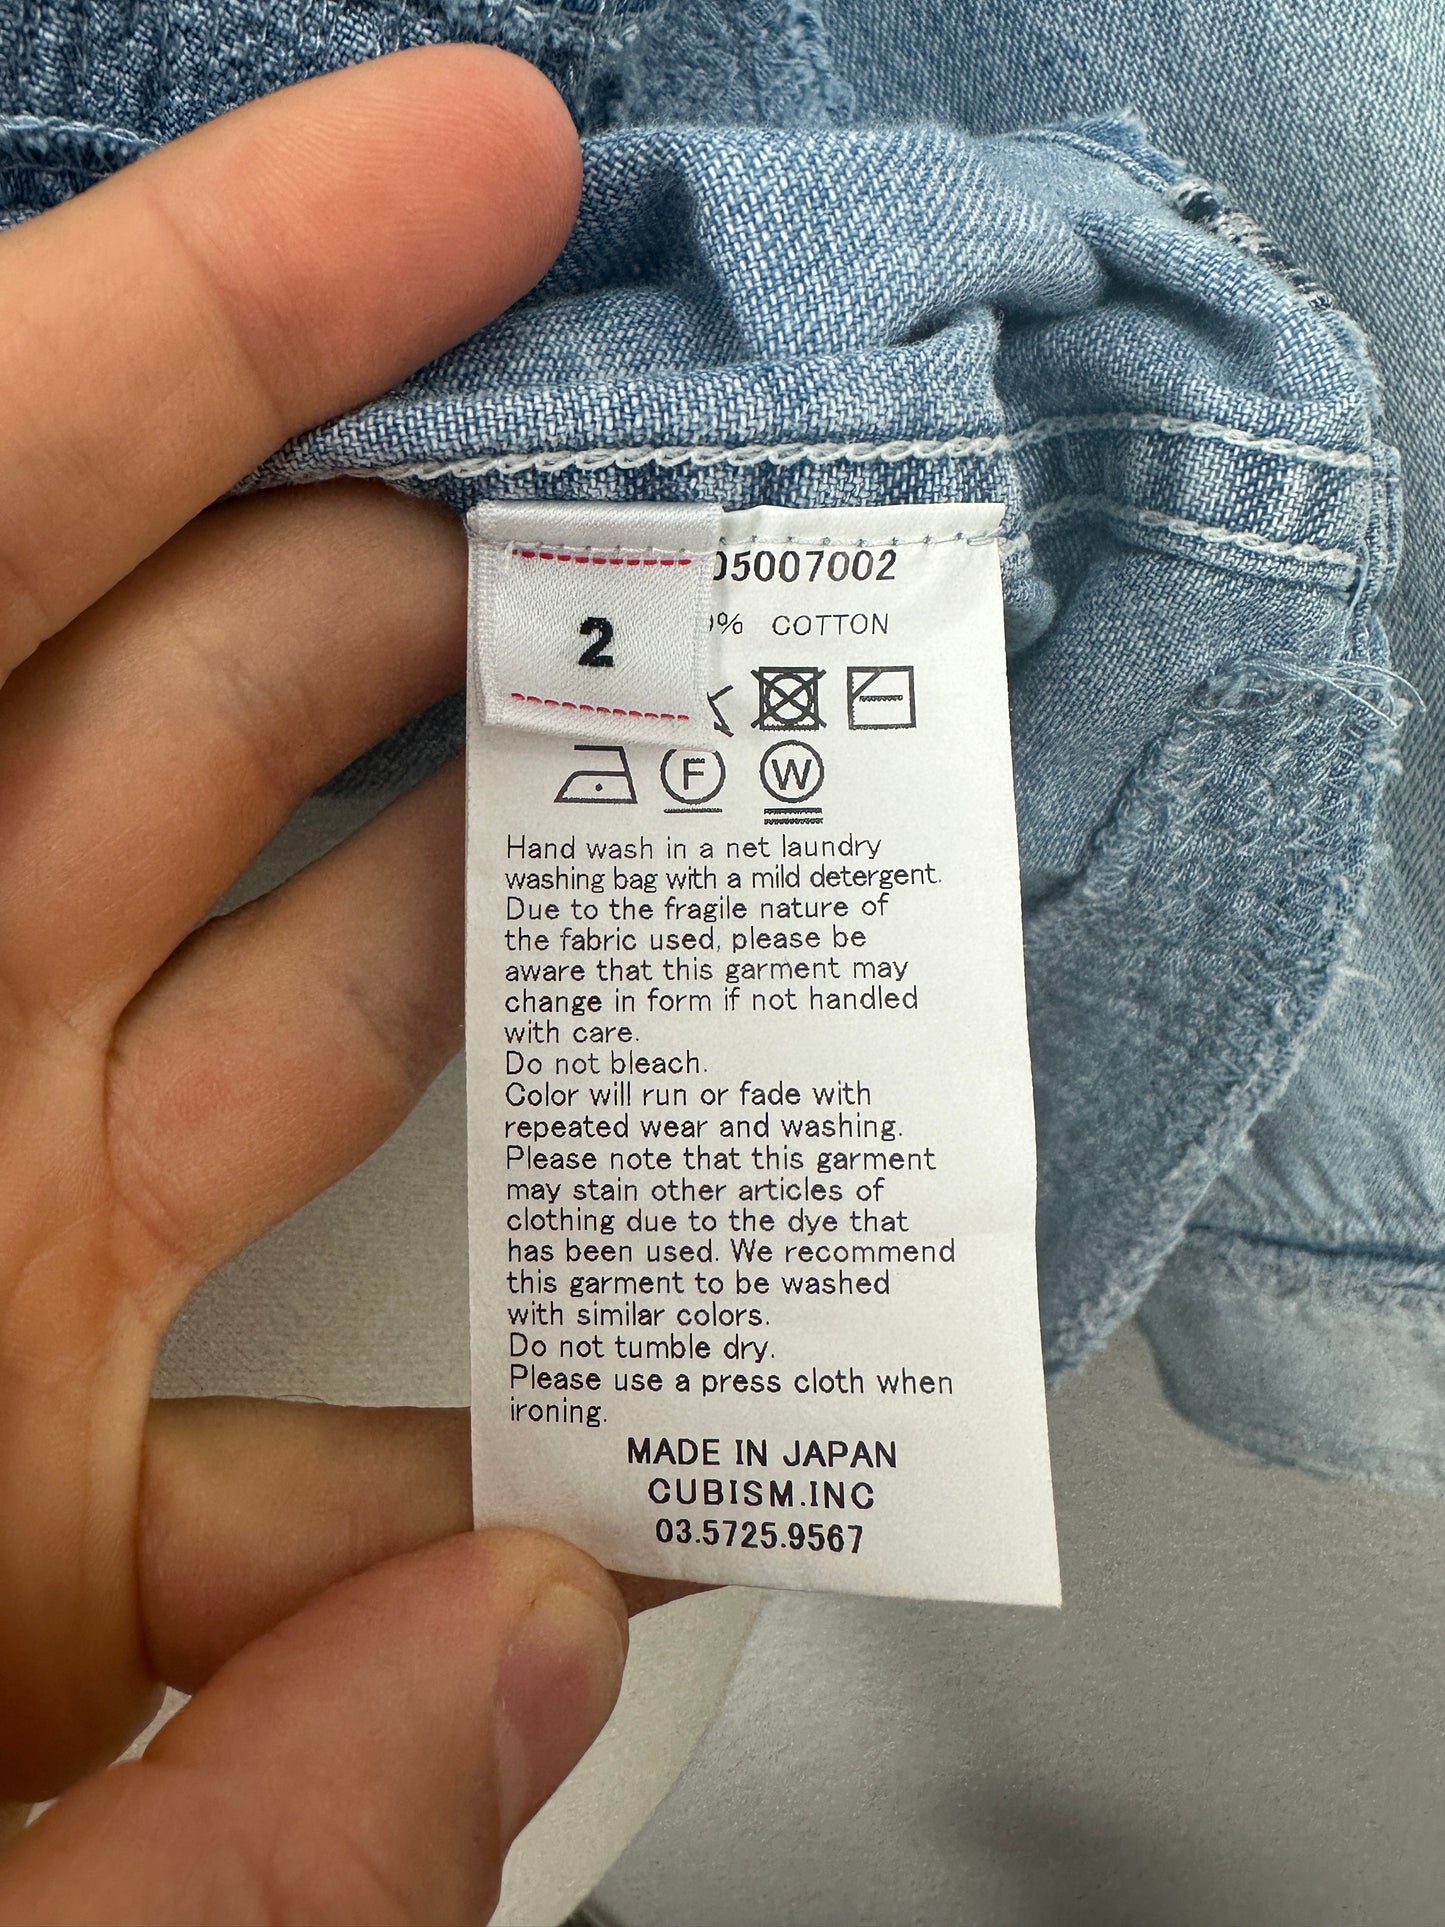 05007002
2
% COTTON
F W
Hand wash in a net laundry
washing bag with a mild detergent.
Due to the fragile nature of
the fabric used, please be
aware that this garment may
change in form if not handled
with care.
Do not bleach.
Color will run or fade with
repeated wear and washing.
Please note that this garment
may stain other articles of
clothing due to the dye that
has been used. We recommend
this garment to be washed
with similar colors.
Do not tumble dry.
Please use a press cloth when
ironing.
MADE IN JAPAN
CUBISM.INC
03.5725.9567